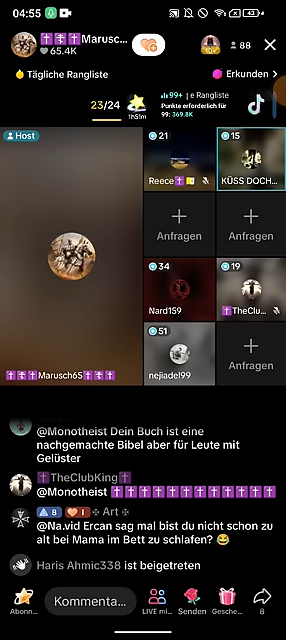 04:55
43
✝️☦️✝️Marusc...
65.4K
88
Tägliche Rangliste
Erkunden >
23/24
1h51m
99+ | e Rangliste
Punkte erforderlich für
99: 369.8K
Host
21
Reece✝️
15
KÜSS DOCH...
Anfragen
Anfragen
34
Nard159
19
✝️TheClu...
✝️✝️✝️Marusch65✝️✝️✝️
51
nejiadel99
Anfragen
@Monotheist Dein Buch ist eine
nachgemachte Bibel aber für Leute mit
Gelüster
✝️TheClubKing✝️
@Monotheist ✝️✝️✝️✝️✝️✝️✝️✝️✝️✝️✝️✝️✝️
8 1 ☩ Art ☩
@Na.vid Ercan sag mal bist du nicht schon zu
alt bei Mama im Bett zu schlafen? 😂
Haris Ahmic338 ist beigetreten
Abonn...
Kommenta...
LIVE mi...
Senden
Gesche...
8